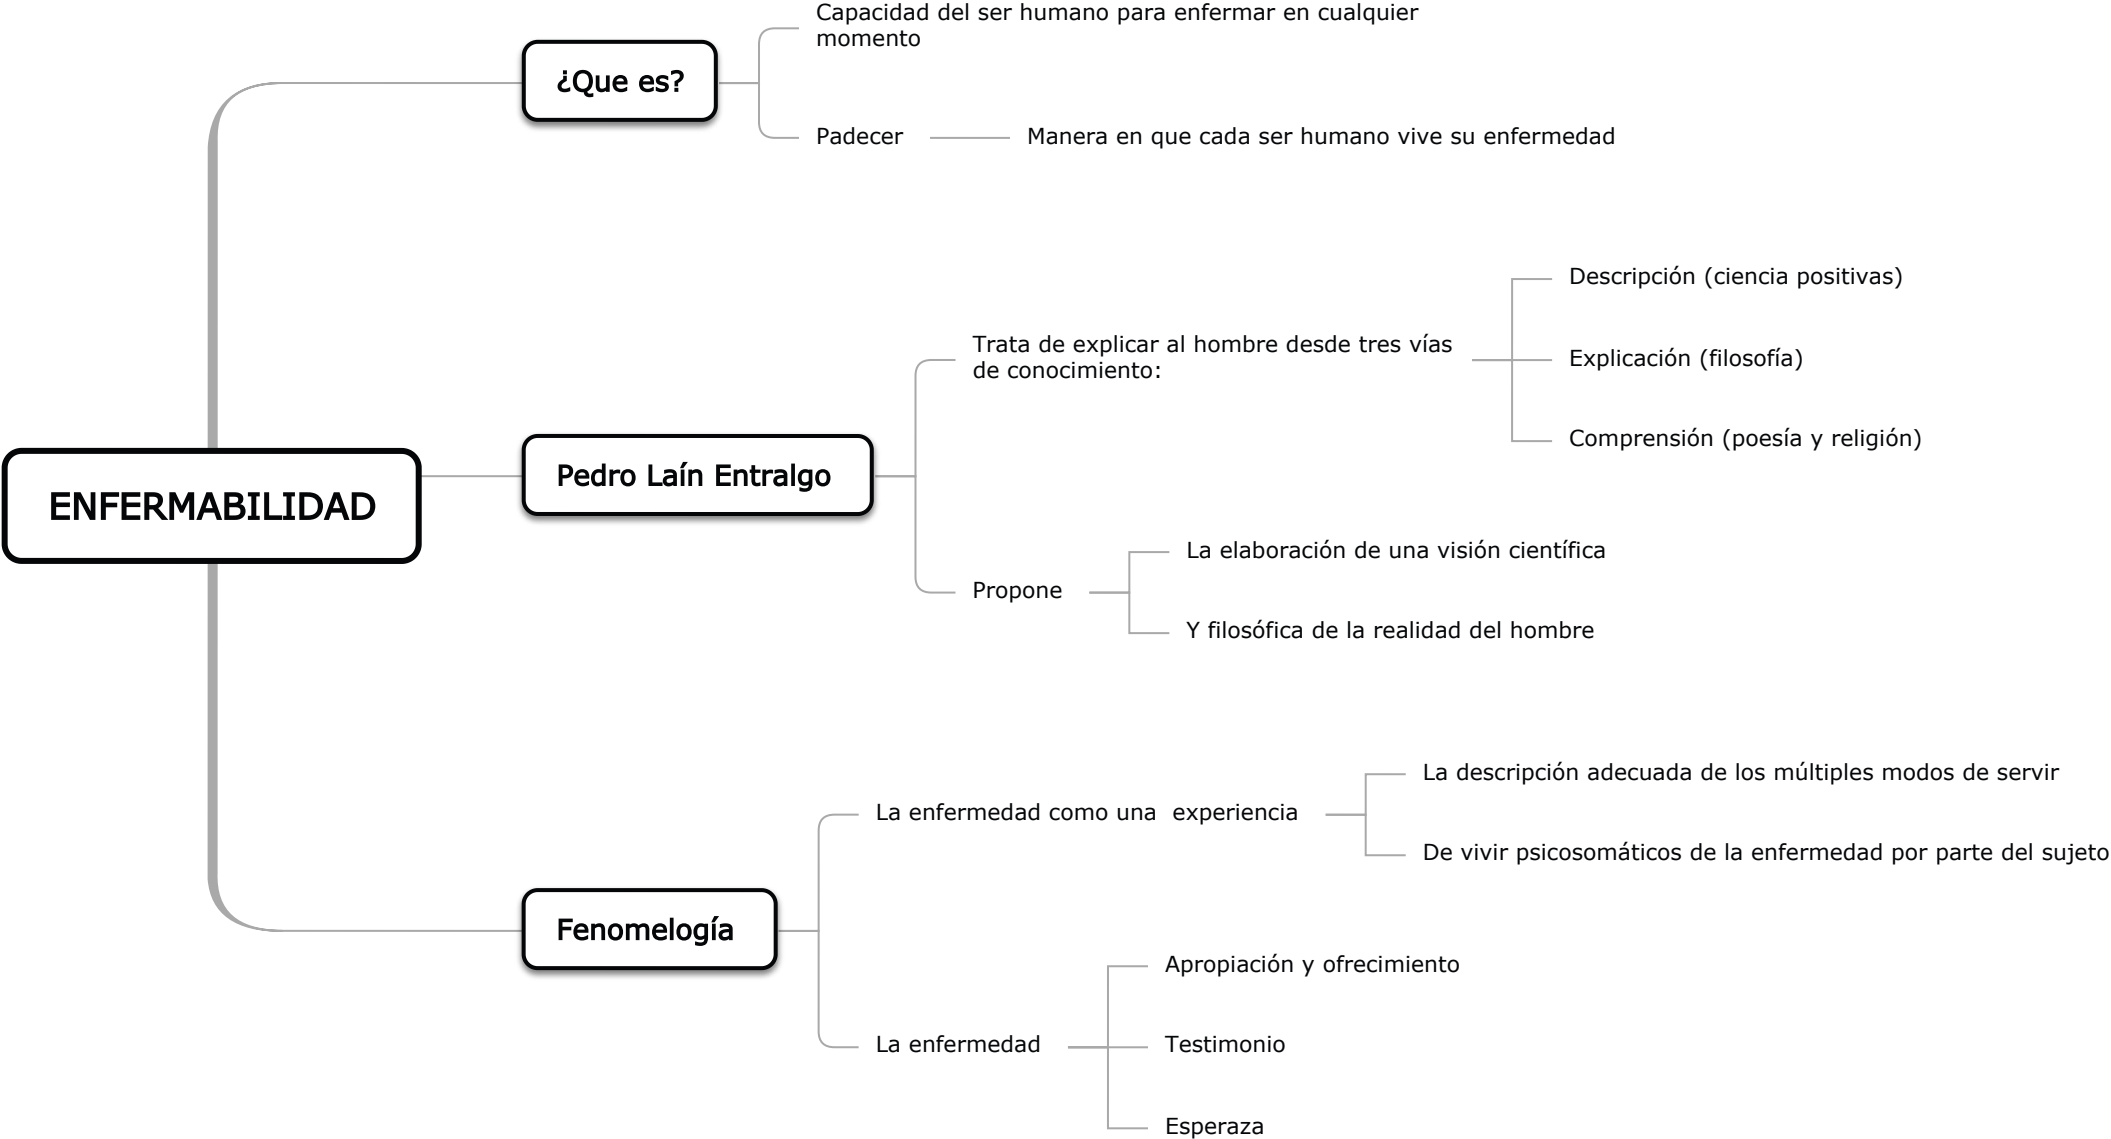 Capacidad del ser humano para enfermar en cualquier
momento
¿Que es?
Padecer
Manera en que cada ser humano vive su enfermedad
Descripción (ciencia positivas)
Trata de explicar al hombre desde tres vías
de conocimiento:
Explicación (filosofía)
Comprensión (poesía y religión)
Pedro Laín Entralgo
ENFERMABILIDAD
La elaboración de una visión científica
Propone
Y filosófica de la realidad del hombre
La descripción adecuada de los múltiples modos de servir
La enfermedad como una  experiencia
De vivir psicosomáticos de la enfermedad por parte del sujeto
Fenomelogía
Apropiación y ofrecimiento
La enfermedad
Testimonio
Esperaza